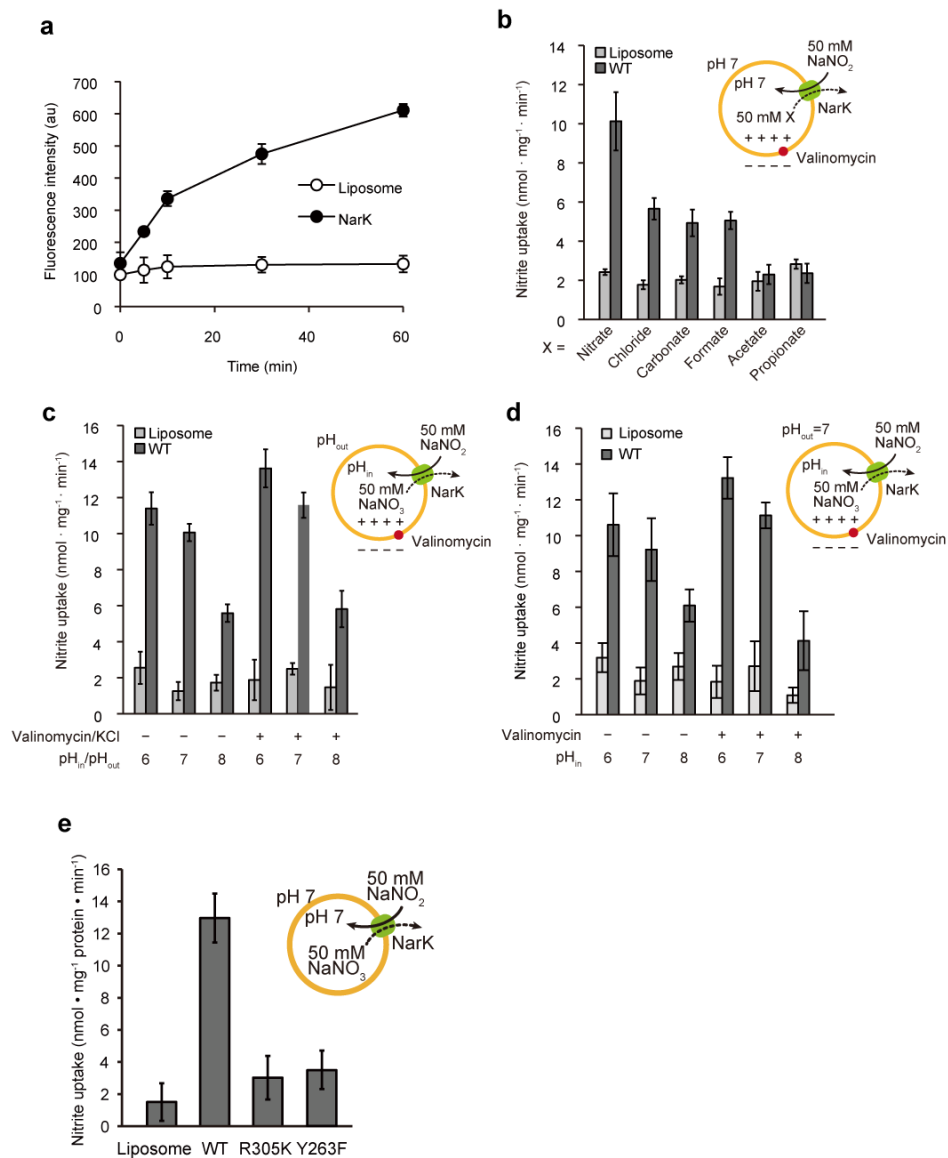 a
Fluorescence intensity (au)
700
600
500
400
300
200
100
0
Liposome
NarK
0 20 40 60
Time (min)
b
Nitrite uptake (nmol · mg⁻¹ · min⁻¹)
14
12
10
8
6
4
2
0
Liposome
WT
pH 7
pH 7
50 mM
NaNO₂
NarK
50 mM X
+ + + +
Valinomycin
– – – –
X =
Nitrate
Chloride
Carbonate
Formate
Acetate
Propionate
c
Nitrite uptake (nmol · mg⁻¹ · min⁻¹)
16
14
12
10
8
6
4
2
0
Liposome
WT
pHout
pHin
50 mM
NaNO₂
NarK
50 mM
NaNO₃
+ + + +
Valinomycin
– – – –
Valinomycin/KCl – – – + + +
pHin/pHout 6 7 8 6 7 8
d
Nitrite uptake (nmol · mg⁻¹ · min⁻¹)
16
14
12
10
8
6
4
2
0
Liposome
WT
pHout=7
pHin
50 mM
NaNO₂
NarK
50 mM
NaNO₃
+ + + +
Valinomycin
– – – –
Valinomycin – – – + + +
pHin 6 7 8 6 7 8
e
Nitrite uptake (nmol • mg⁻¹ protein • min⁻¹)
16
14
12
10
8
6
4
2
0
pH 7
pH 7
50 mM
NaNO₂
NarK
50 mM
NaNO₃
Liposome WT R305K Y263F